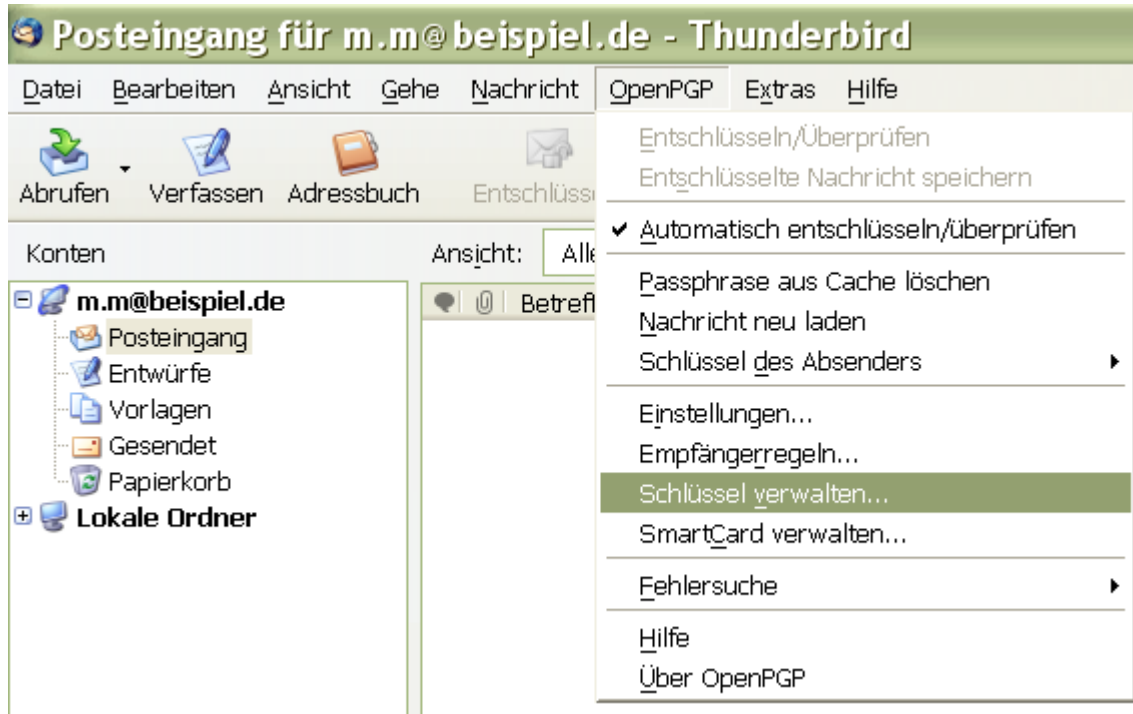 Posteingang für m.m@beispiel.de - Thunderbird
Datei Bearbeiten Ansicht Gehe Nachricht OpenPGP Extras Hilfe
Abrufen Verfassen Adressbuch Entschlüss
Konten
Ansicht: Alle
m.m@beispiel.de
Posteingang
Entwürfe
Vorlagen
Gesendet
Papierkorb
Lokale Ordner
Betreff
Entschlüsseln/Überprüfen
Entschlüsselte Nachricht speichern
Automatisch entschlüsseln/überprüfen
Passphrase aus Cache löschen
Nachricht neu laden
Schlüssel des Absenders
Einstellungen...
Empfängerregeln...
Schlüssel verwalten...
SmartCard verwalten...
Fehlersuche
Hilfe
Über OpenPGP